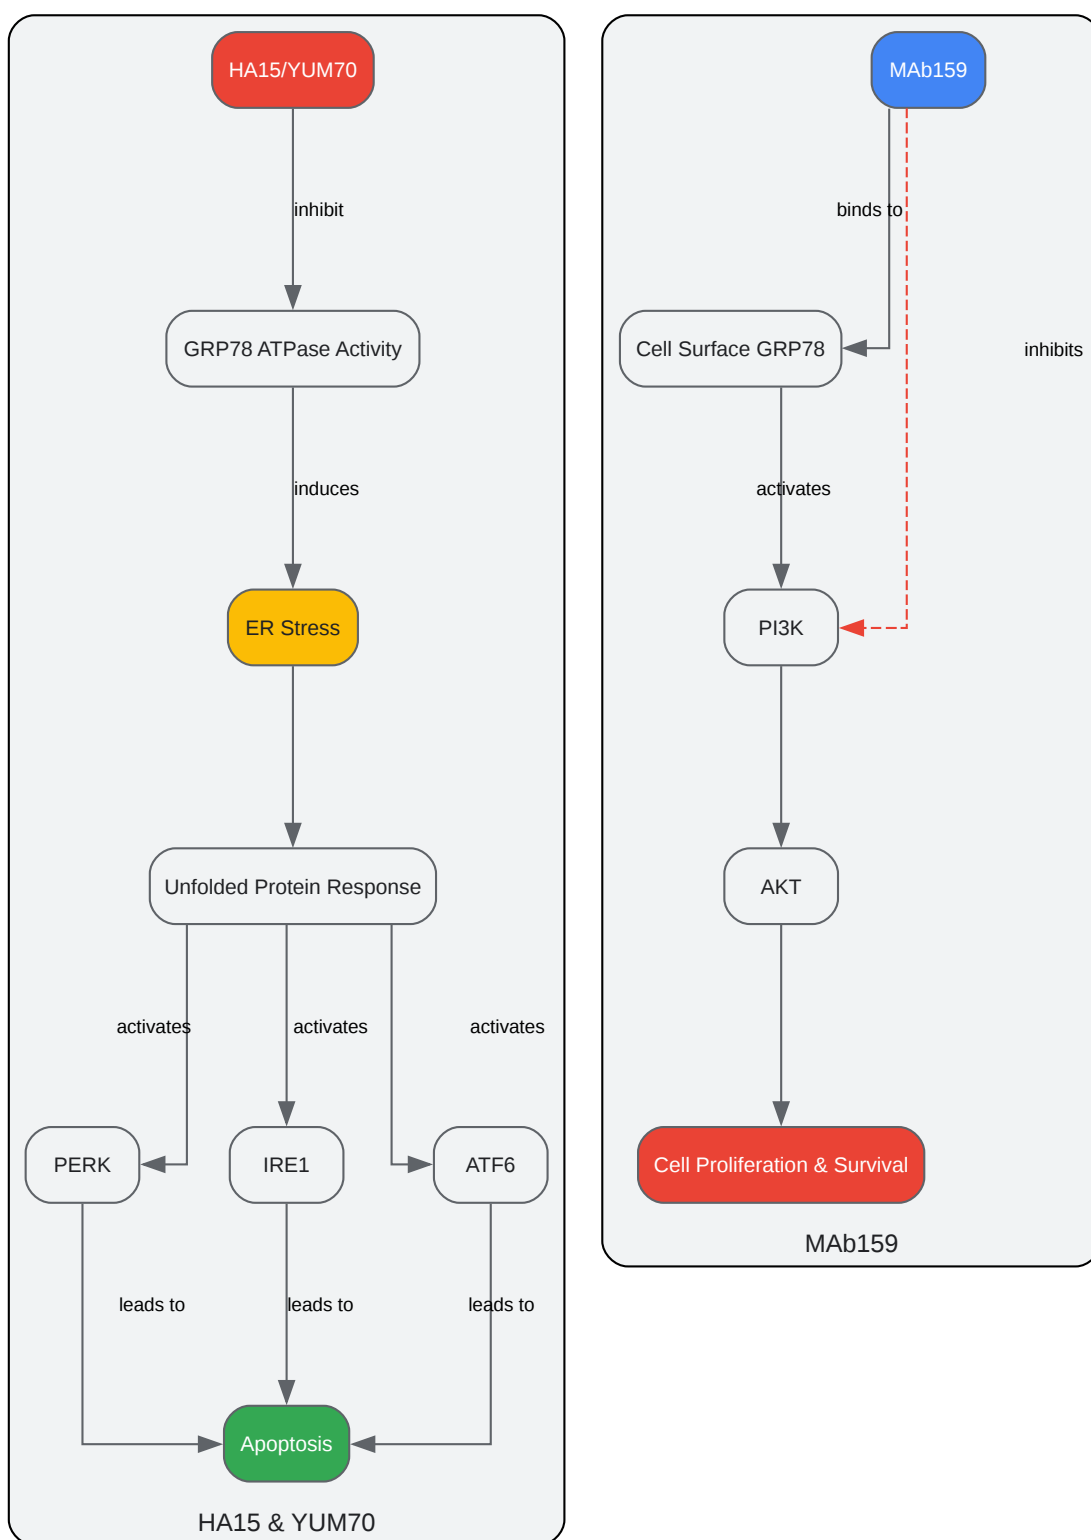 HA15/YUM70
inhibit
GRP78 ATPase Activity
induces
ER Stress
Unfolded Protein Response
activates
activates
activates
PERK
IRE1
ATF6
leads to
leads to
leads to
Apoptosis
HA15 & YUM70
MAb159
binds to
Cell Surface GRP78
inhibits
activates
PI3K
AKT
Cell Proliferation & Survival
MAb159